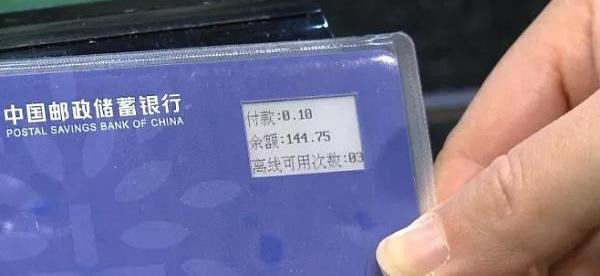 中国邮政储蓄银行
POSTAL SAVINGS BANK OF CHINA
付款:0.10
余额:144.75
离线可用次数:03